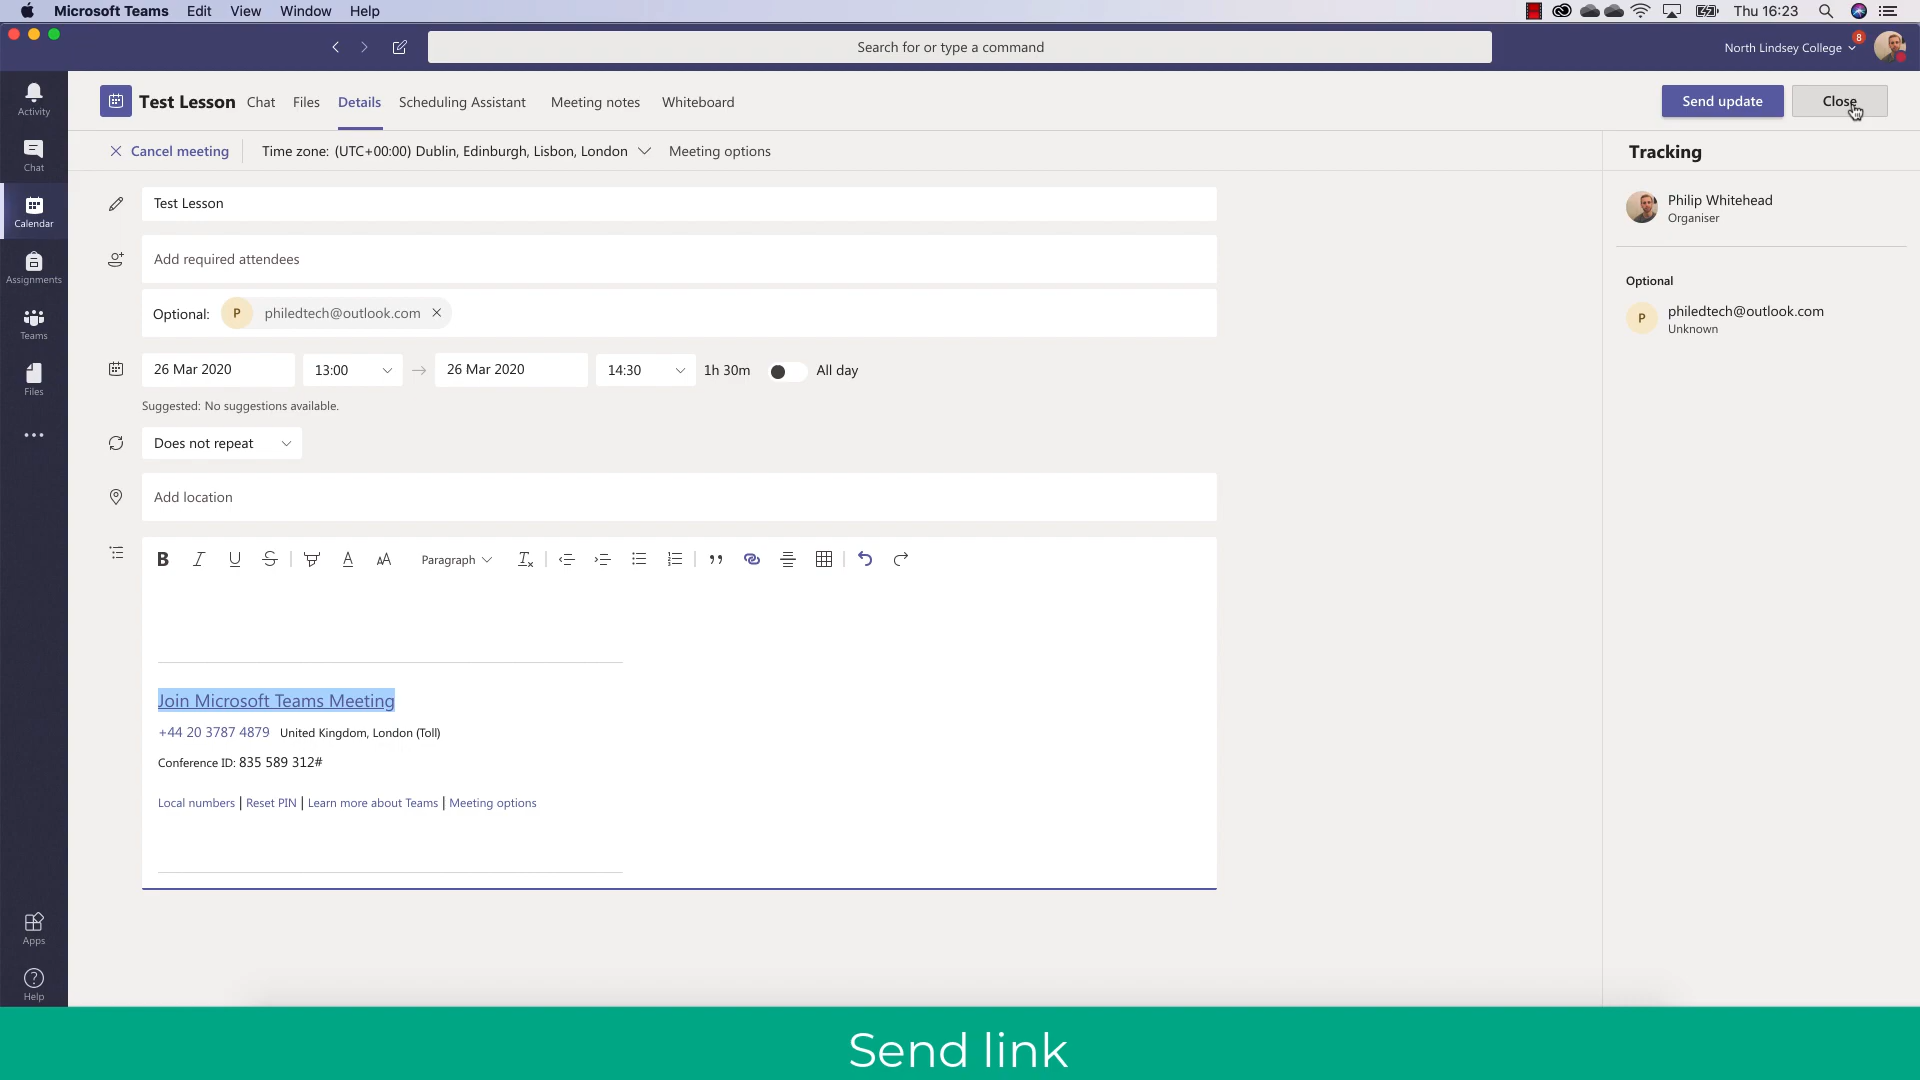 Microsoft Teams Edit View Window Help Thu 16:23
Search for or type a command
North Lindsey College 8
Activity
Chat
Calendar
Assignments
Teams
Files
Apps
Help
Test Lesson Chat Files Details Scheduling Assistant Meeting notes Whiteboard Send update Close
Cancel meeting Time zone: (UTC+00:00) Dublin, Edinburgh, Lisbon, London Meeting options
Test Lesson
Add required attendees
Optional: P philedtech@outlook.com
26 Mar 2020 13:00 → 26 Mar 2020 14:30 1h 30m All day
Suggested: No suggestions available.
Does not repeat
Add location
B I U S A AA Paragraph Tx
Join Microsoft Teams Meeting
+44 20 3787 4879 United Kingdom, London (Toll)
Conference ID: 835 589 312#
Local numbers | Reset PIN | Learn more about Teams | Meeting options
Tracking
Philip Whitehead
Organiser
Optional
P philedtech@outlook.com
Unknown
Send link